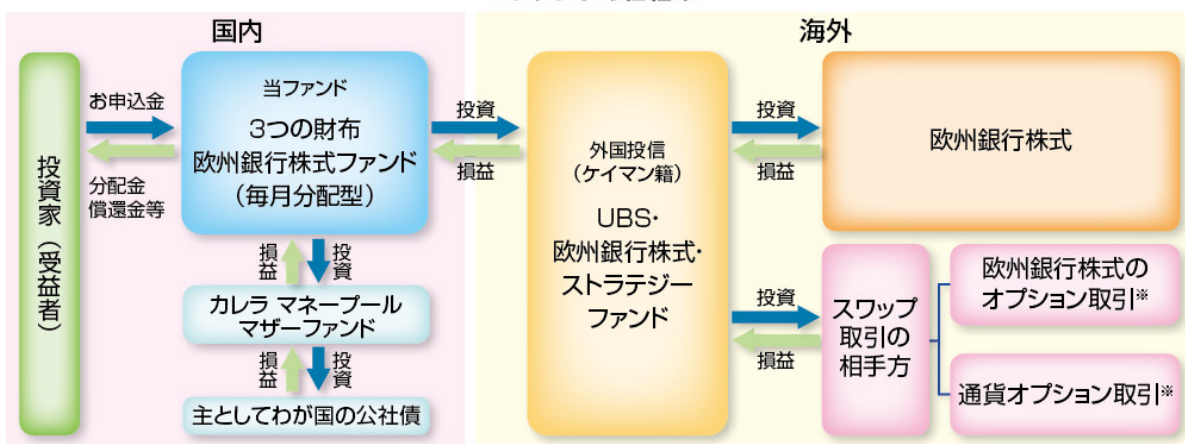 国内
海外
投資家（受益者）
お申込金
分配金
償還金等
当ファンド
3つの財布
欧州銀行株式ファンド
（毎月分配型）
損益
投資
カレラ マネープール
マザーファンド
損益
投資
主としてわが国の公社債
投資
損益
外国投信
（ケイマン籍）
UBS・
欧州銀行株式・
ストラテジー
ファンド
投資
損益
欧州銀行株式
投資
損益
スワップ
取引の
相手方
欧州銀行株式の
オプション取引※
通貨オプション取引※